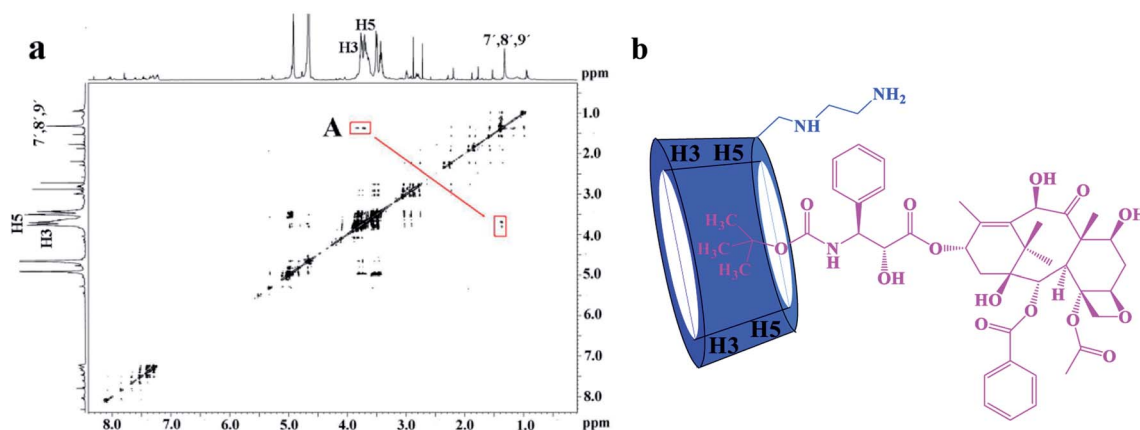 a
H3
H5
7´,8´,9´
ppm
A
7´,8´,9´
H5
H3
1.0
2.0
3.0
4.0
5.0
6.0
7.0
8.0
8.0 7.0 6.0 5.0 4.0 3.0 2.0 1.0 ppm
ppm
b
NH2
NH
H3 H5
H3C
H3C
H3C
O
O
N
H
OH
O
O
OH
O
OH
HO
H
O
O
O
O
O
O
H5
H3